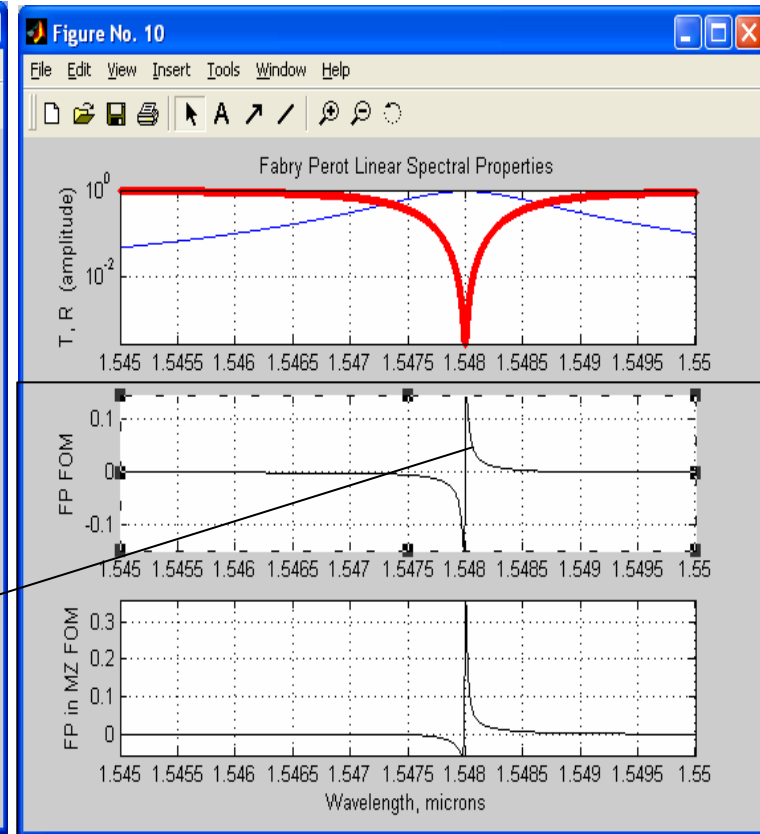 Figure No. 10
File Edit View Insert Tools Window Help
A
Fabry Perot Linear Spectral Properties
T, R (amplitude)
10^0
10^-2
1.545 1.5455 1.546 1.5465 1.547 1.5475 1.548 1.5485 1.549 1.5495 1.55
FP FOM
0.1
0
-0.1
1.545 1.5455 1.546 1.5465 1.547 1.5475 1.548 1.5485 1.549 1.5495 1.55
FP in MZ FOM
0.3
0.2
0.1
0
1.545 1.5455 1.546 1.5465 1.547 1.5475 1.548 1.5485 1.549 1.5495 1.55
Wavelength, microns